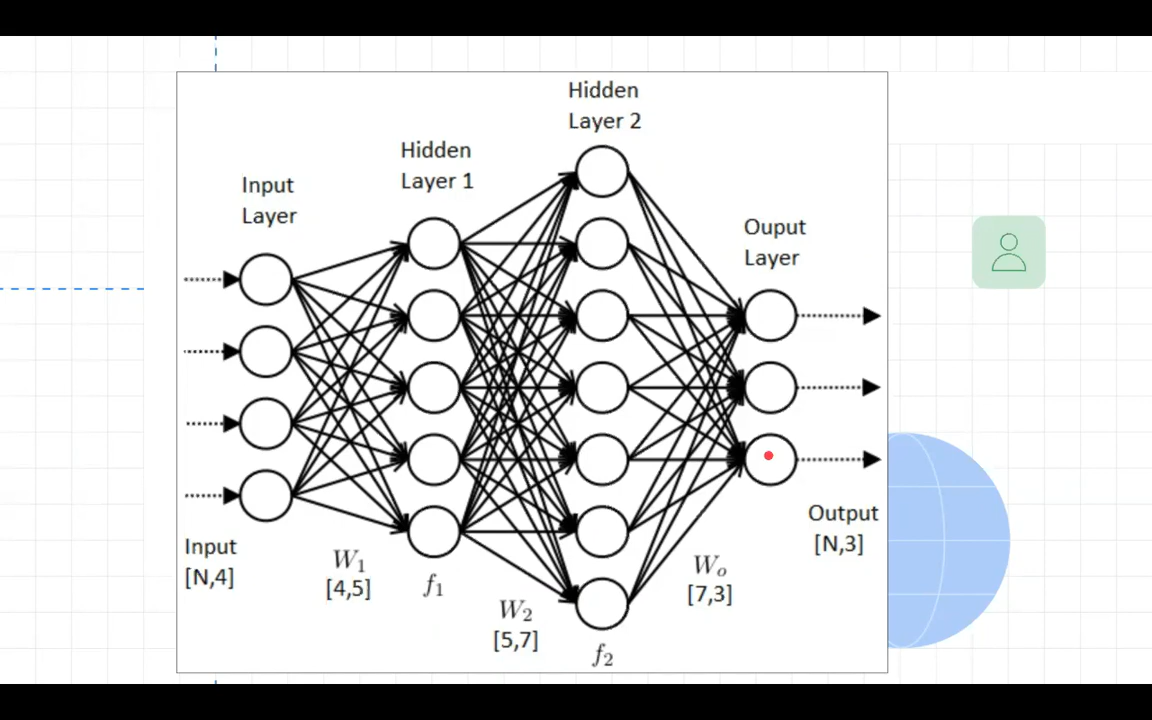 Hidden
Layer 2
Hidden
Layer 1
Input
Layer
Ouput
Layer
Input
[N,4]
W₁
[4,5]
f₁
W₂
[5,7]
f₂
Wₒ
[7,3]
Output
[N,3]